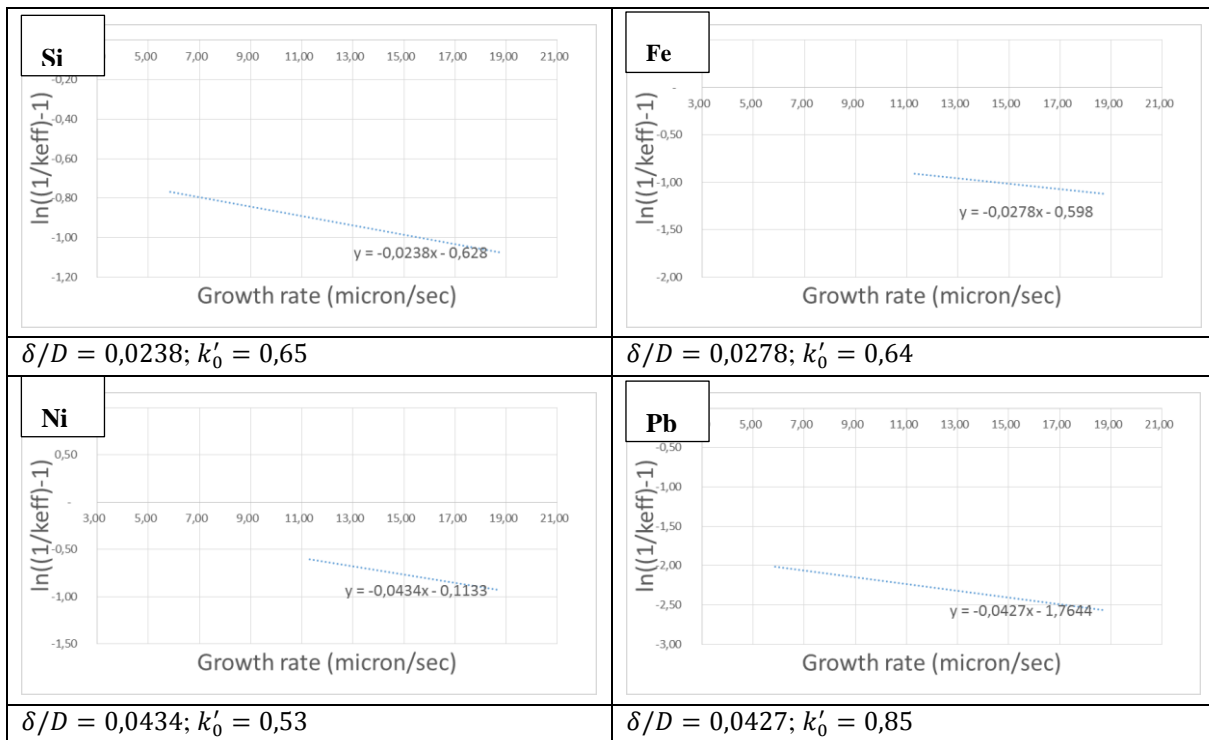 Si
5,00 7,00 9,00 11,00 13,00 15,00 17,00 19,00 21,00
-0,20
-0,40
-0,60
-0,80
-1,00
-1,20
ln((1/keff)-1)
y = -0,0238x - 0,628
Growth rate (micron/sec)
δ/D = 0,0238; k′₀ = 0,65
Fe
-
3,00 5,00 7,00 9,00 11,00 13,00 15,00 17,00 19,00 21,00
-0,50
-1,00
-1,50
-2,00
ln((1/keff)-1)
y = -0,0278x - 0,598
Growth rate (micron/sec)
δ/D = 0,0278; k′₀ = 0,64
Ni
0,50
-
3,00 5,00 7,00 9,00 11,00 13,00 15,00 17,00 19,00 21,00
-0,50
-1,00
-1,50
ln((1/keff)-1)
y = -0,0434x - 0,1133
Growth rate (micron/sec)
δ/D = 0,0434; k′₀ = 0,53
Pb
5,00 7,00 9,00 11,00 13,00 15,00 17,00 19,00 21,00
-0,50
-1,00
-1,50
-2,00
-2,50
-3,00
ln((1/keff)-1)
y = -0,0427x - 1,7644
Growth rate (micron/sec)
δ/D = 0,0427; k′₀ = 0,85